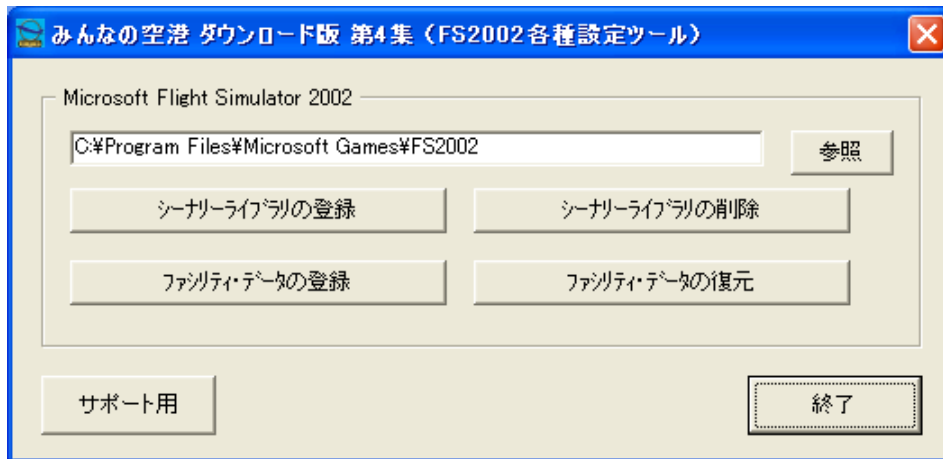 みんなの空港 ダウンロード版 第4集（FS2002各種設定ツール）
Microsoft Flight Simulator 2002
C:¥Program Files¥Microsoft Games¥FS2002
参照
シーナリーライブラリの登録
シーナリーライブラリの削除
ファシリティ・データの登録
ファシリティ・データの復元
サポート用
終了